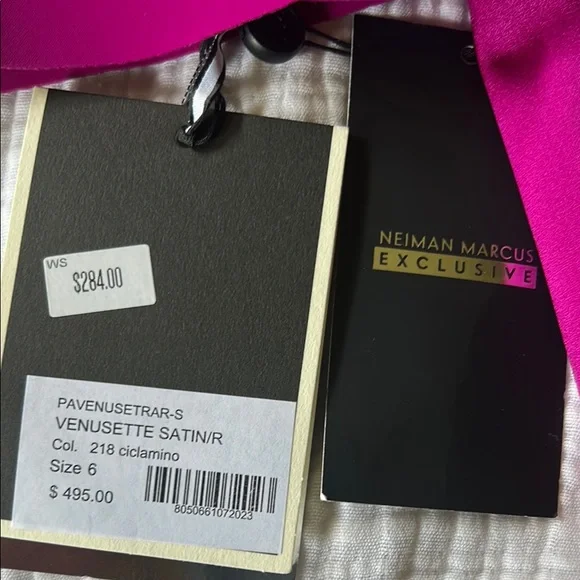 WS
$284.00
PAVENUSETRAR-S
VENUSETTE SATIN/R
Col. 218 ciclamino
Size 6
$ 495.00
8050661072023
NEIMAN MARCUS
EXCLUSIVE